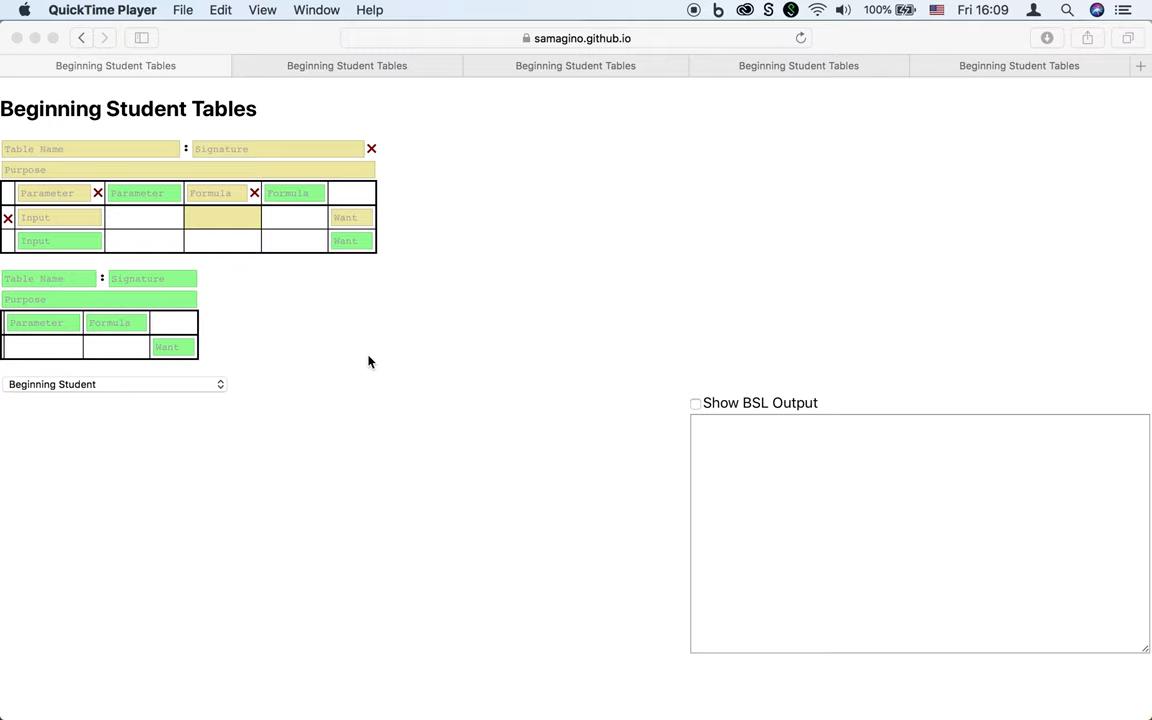 QuickTime Player File Edit View Window Help 100% Fri 16:09
samagino.github.io
Beginning Student Tables Beginning Student Tables Beginning Student Tables Beginning Student Tables Beginning Student Tables
Beginning Student Tables
Table Name : Signature
Purpose
Parameter Parameter Formula Formula
Input Want
Input Want
Table Name : Signature
Purpose
Parameter Formula
Want
Beginning Student
Show BSL Output